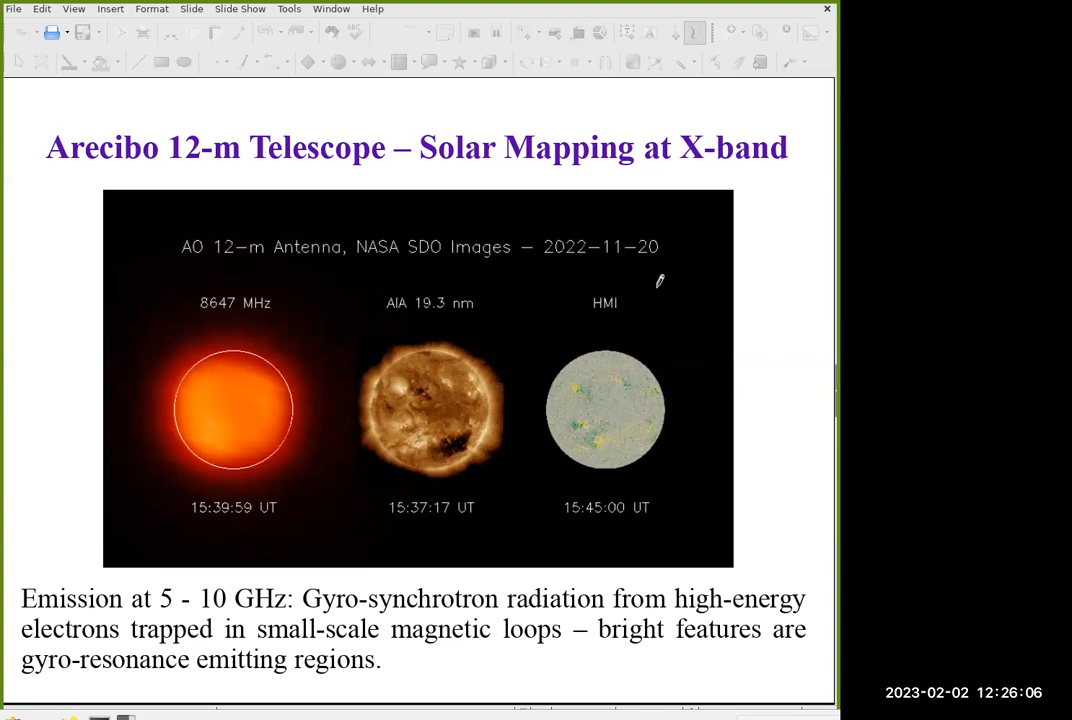 File Edit View Insert Format Slide Slide Show Tools Window Help
ABC
Arecibo 12-m Telescope – Solar Mapping at X-band
AO 12-m Antenna, NASA SDO Images - 2022-11-20
8647 MHz AIA 19.3 nm HMI
15:39:59 UT 15:37:17 UT 15:45:00 UT
Emission at 5 - 10 GHz: Gyro-synchrotron radiation from high-energy
electrons trapped in small-scale magnetic loops – bright features are
gyro-resonance emitting regions.
2023-02-02 12:26:06